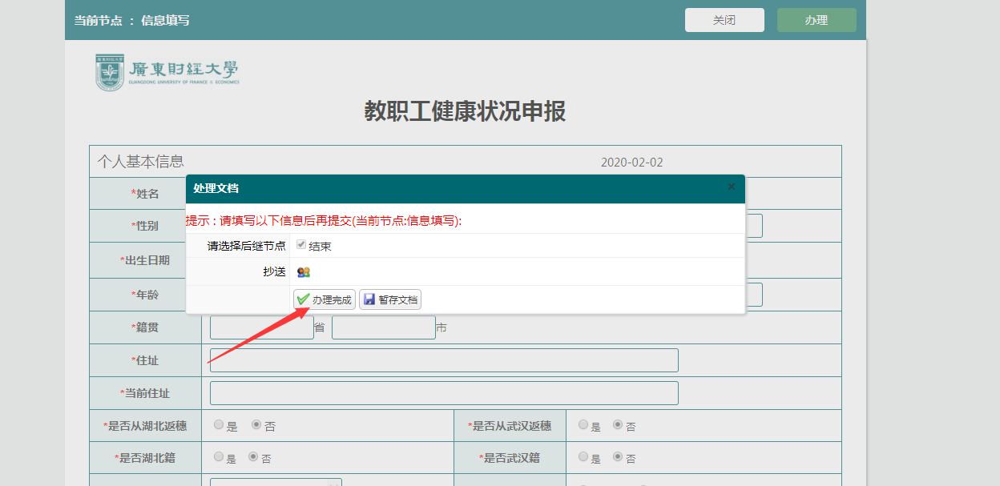 当前节点 ： 信息填写 关闭 办理
廣東財經大學
GUANGDONG UNIVERSITY OF FINANCE & ECONOMICS
教职工健康状况申报
个人基本信息 2020-02-02
处理文档 ×
*姓名
提示 : 请填写以下信息后再提交(当前节点:信息填写):
*性别
请选择后继节点 结束
*出生日期
抄送
*年龄
办理完成 暂存文档
*籍贯 省 市
*住址
*当前住址
*是否从湖北返穗 是 否 *是否从武汉返穗 是 否
*是否湖北籍 是 否 *是否武汉籍 是 否